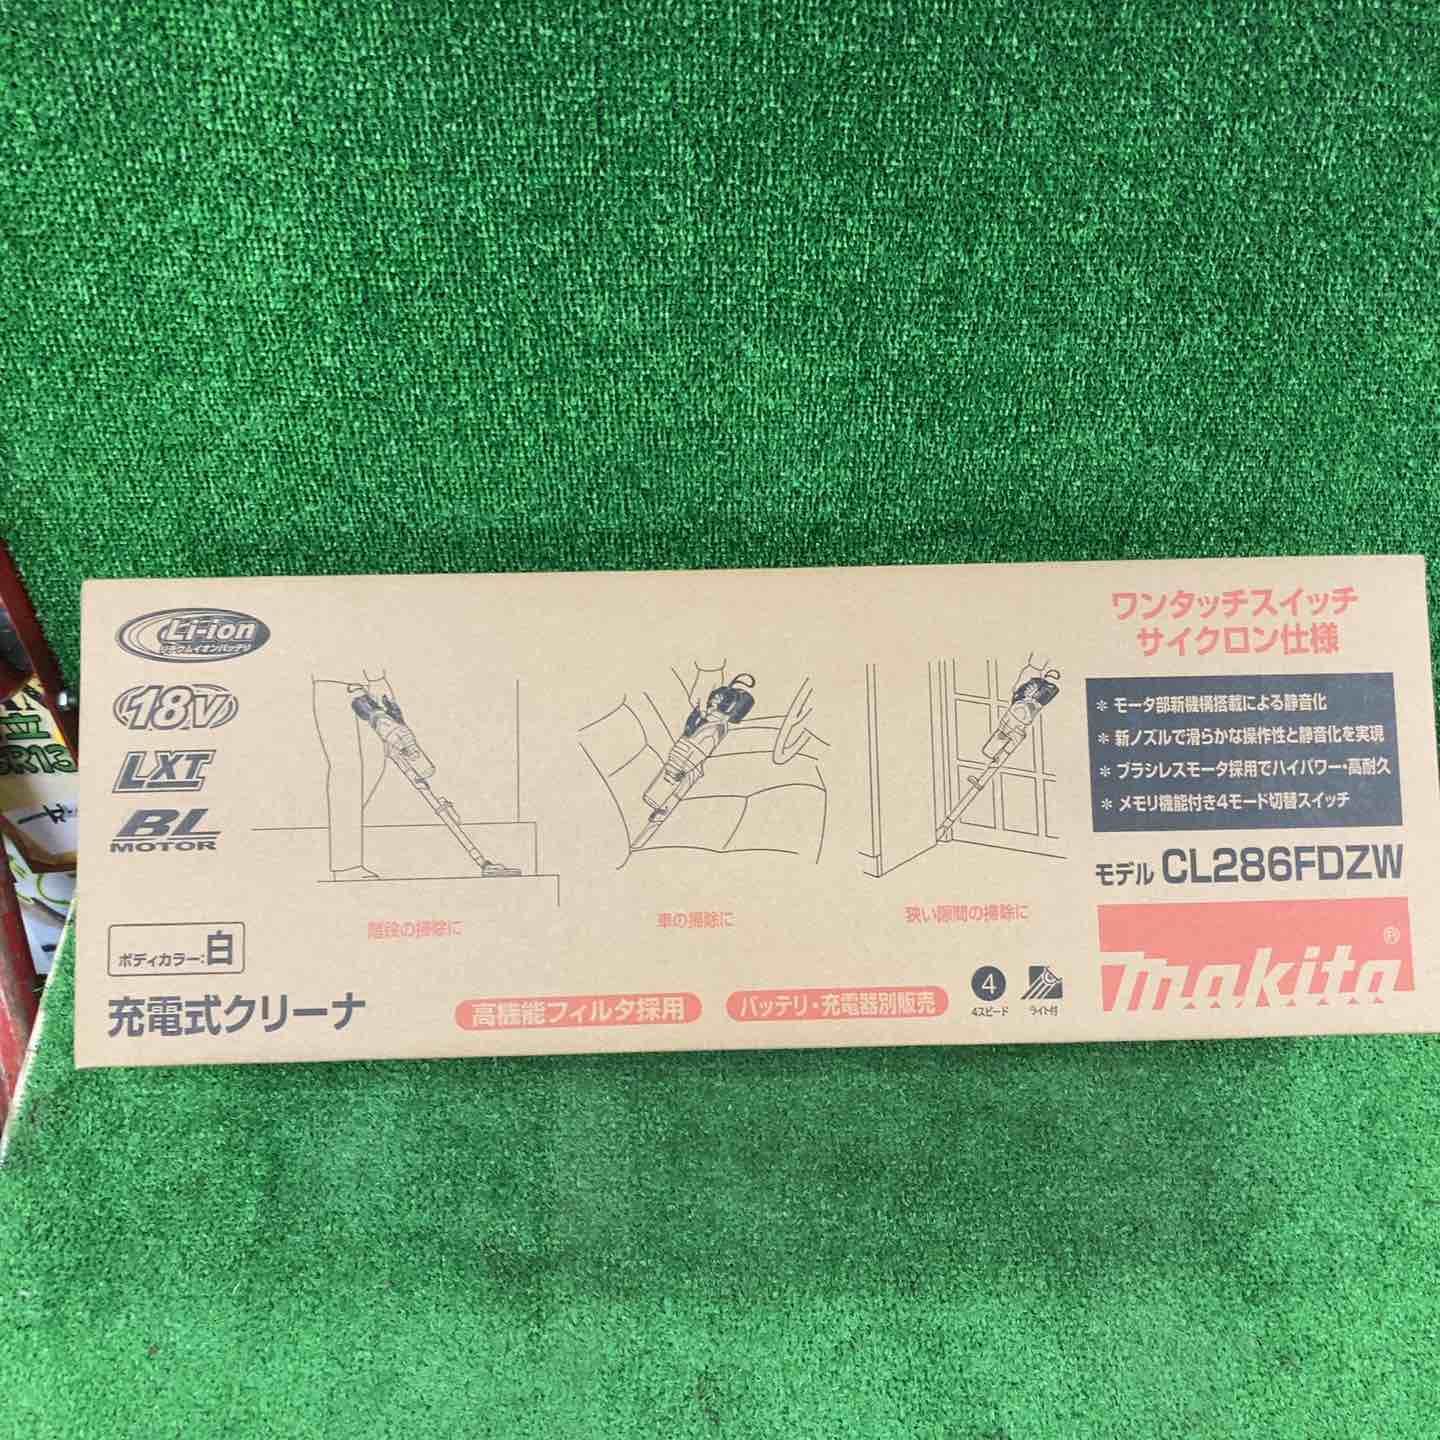 Li-ion
リチウムイオンバッテリ
18V
LXT
BL
MOTOR
ボディカラー:白
充電式クリーナ
階段の掃除に
車の掃除に
狭い隙間の掃除に
高機能フィルタ採用
バッテリ・充電器別販売
4
4スピード
ライト付
ワンタッチスイッチ
サイクロン仕様
＊ モータ部新機構搭載による静音化
＊ 新ノズルで滑らかな操作性と静音化を実現
＊ ブラシレスモータ採用でハイパワー・高耐久
＊ メモリ機能付き4モード切替スイッチ
モデル CL286FDZW
makita®
R13